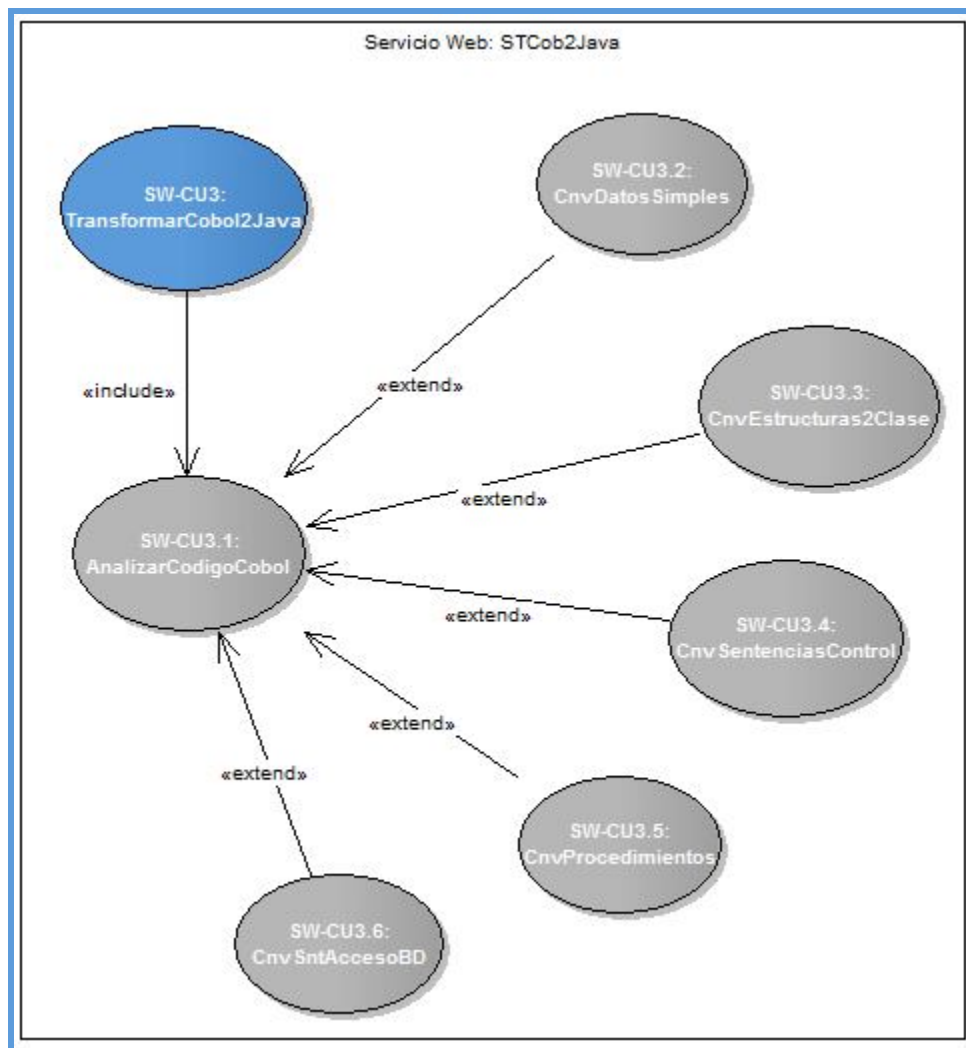 Servicio Web: STCob2Java
SW-CU3:
TransformarCobol2Java
SW-CU3.2:
CnvDatosSimples
«include»
«extend»
SW-CU3.3:
CnvEstructuras2Clase
«extend»
SW-CU3.1:
AnalizarCodigoCobol
«extend»
SW-CU3.4:
CnvSentenciasControl
«extend»
«extend»
SW-CU3.5:
CnvProcedimientos
SW-CU3.6:
CnvSntAccesoBD